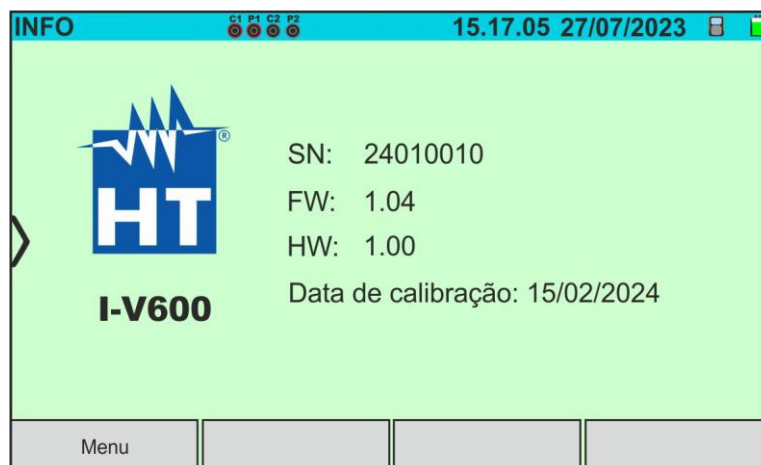 INFO C1 P1 C2 P2 15.17.05 27/07/2023
HT®
I-V600
SN: 24010010
FW: 1.04
HW: 1.00
Data de calibração: 15/02/2024
Menu